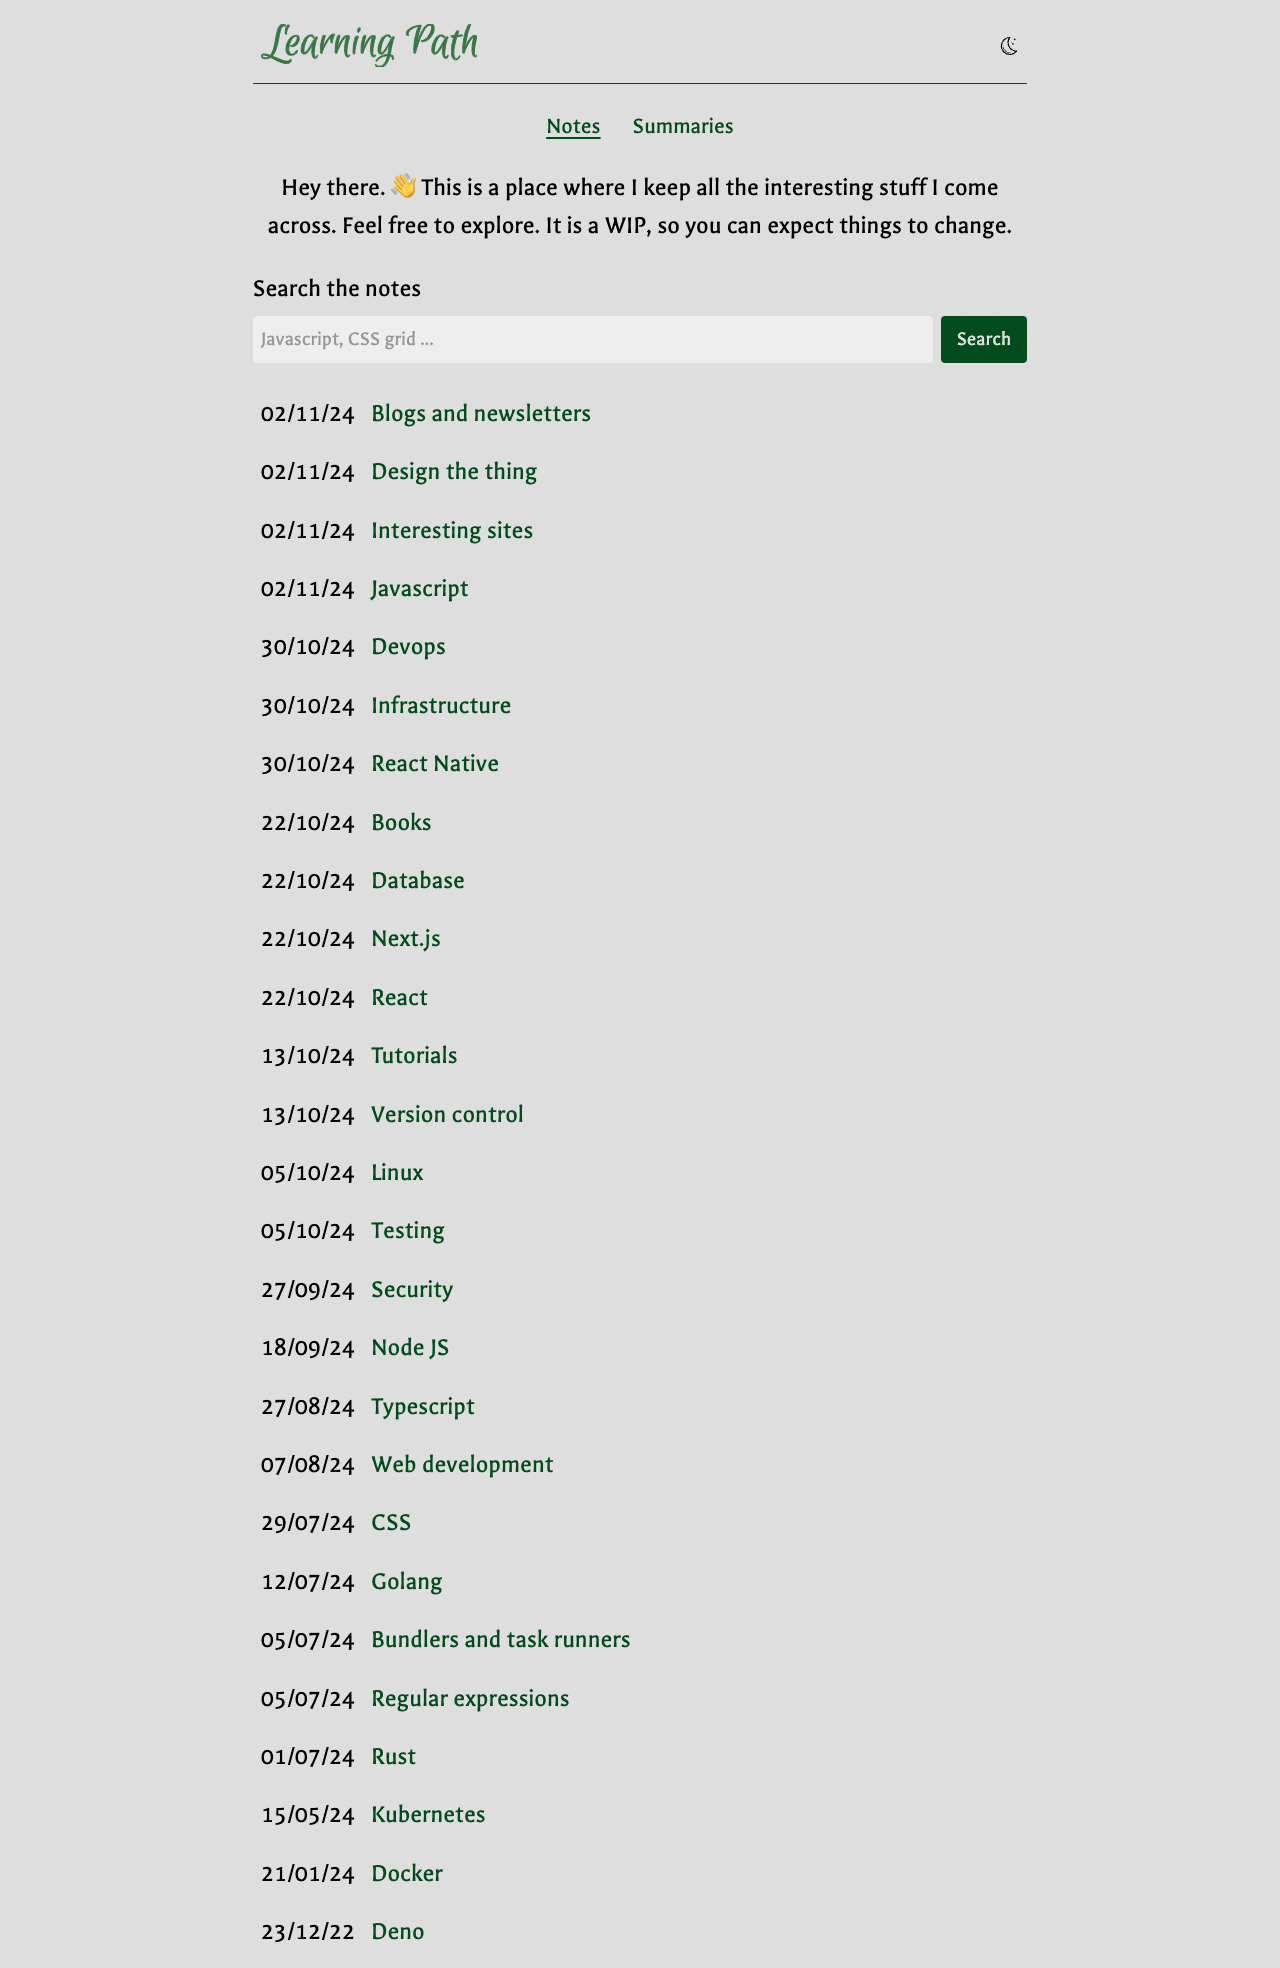 Learning Path
Notes Summaries
Hey there. 👋 This is a place where I keep all the interesting stuff I come
across. Feel free to explore. It is a WIP, so you can expect things to change.
Search the notes
Javascript, CSS grid ... Search
02/11/24 Blogs and newsletters
02/11/24 Design the thing
02/11/24 Interesting sites
02/11/24 Javascript
30/10/24 Devops
30/10/24 Infrastructure
30/10/24 React Native
22/10/24 Books
22/10/24 Database
22/10/24 Next.js
22/10/24 React
13/10/24 Tutorials
13/10/24 Version control
05/10/24 Linux
05/10/24 Testing
27/09/24 Security
18/09/24 Node JS
27/08/24 Typescript
07/08/24 Web development
29/07/24 CSS
12/07/24 Golang
05/07/24 Bundlers and task runners
05/07/24 Regular expressions
01/07/24 Rust
15/05/24 Kubernetes
21/01/24 Docker
23/12/22 Deno